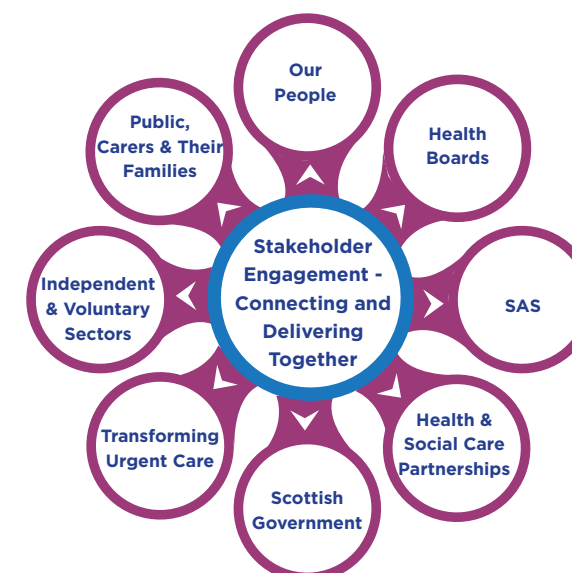 Our
People
Health
Boards
SAS
Health &
Social Care
Partnerships
Scottish
Government
Transforming
Urgent Care
Independent
& Voluntary
Sectors
Public,
Carers & Their
Families
Stakeholder
Engagement -
Connecting and
Delivering
Together